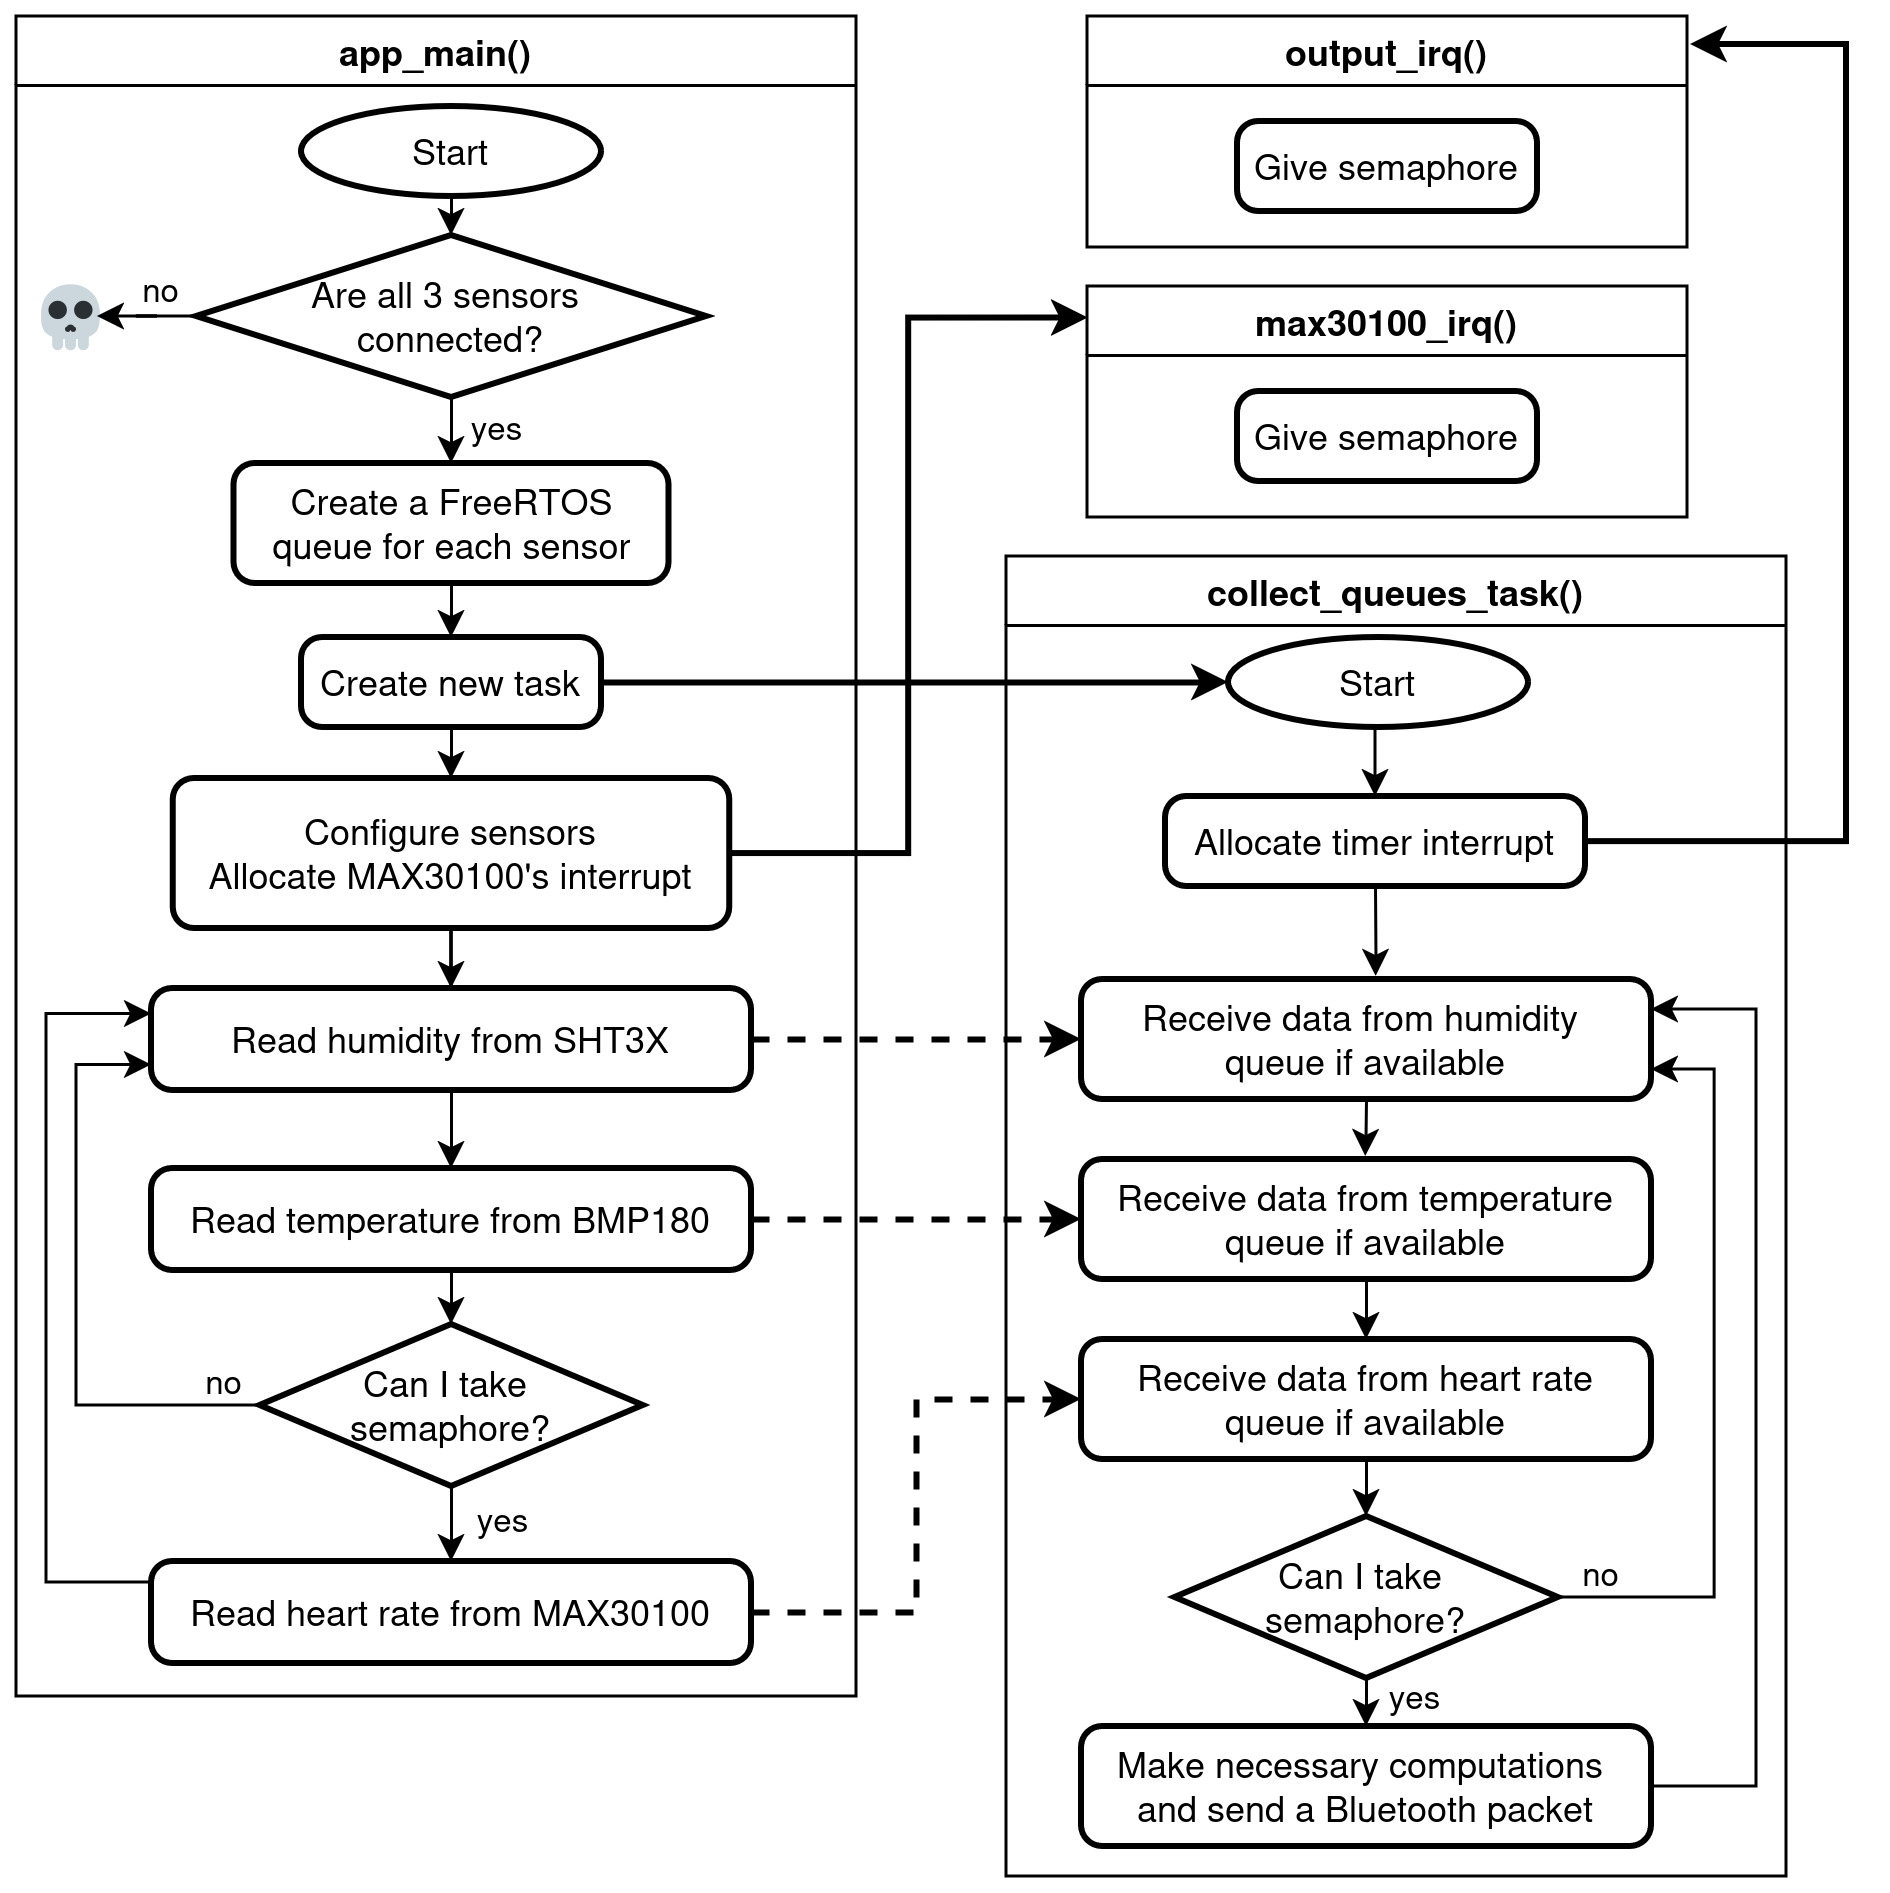 app_main()
Start
Are all 3 sensors
connected?
no
yes
Create a FreeRTOS
queue for each sensor
Create new task
Configure sensors
Allocate MAX30100's interrupt
Read humidity from SHT3X
Read temperature from BMP180
Can I take
semaphore?
no
yes
Read heart rate from MAX30100
output_irq()
Give semaphore
max30100_irq()
Give semaphore
collect_queues_task()
Start
Allocate timer interrupt
Receive data from humidity
queue if available
Receive data from temperature
queue if available
Receive data from heart rate
queue if available
Can I take
semaphore?
no
yes
Make necessary computations
and send a Bluetooth packet